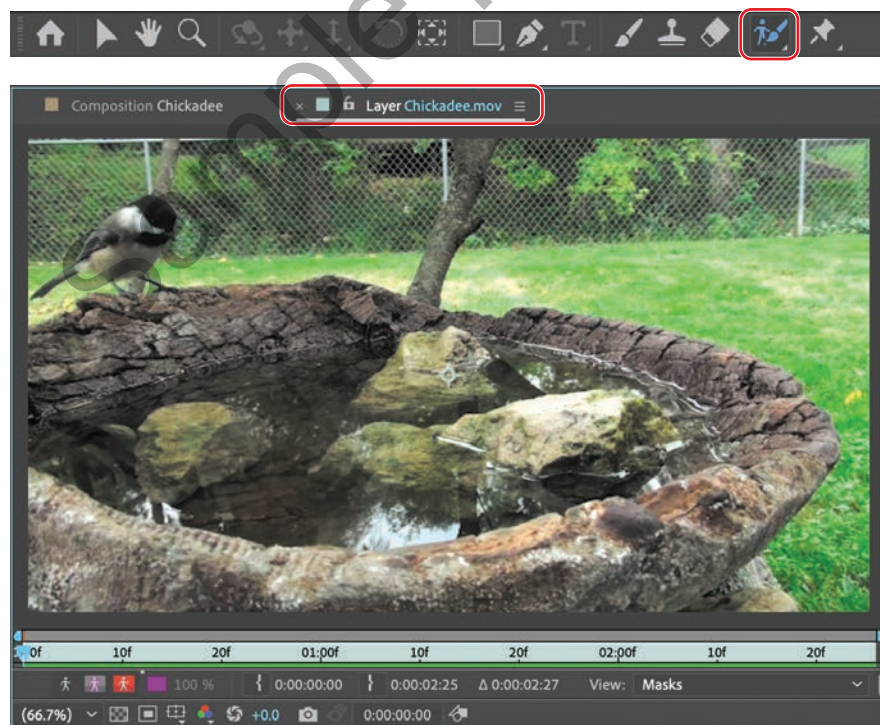 T
Composition Chickadee
× Layer Chickadee.mov ≡
Sample
0f 10f 20f 01:00f 10f 20f 02:00f 10f 20f
100 % 0:00:00:00 0:00:02:25 Δ 0:00:02:27 View: Masks
(66.7%) +0.0 0:00:00:00